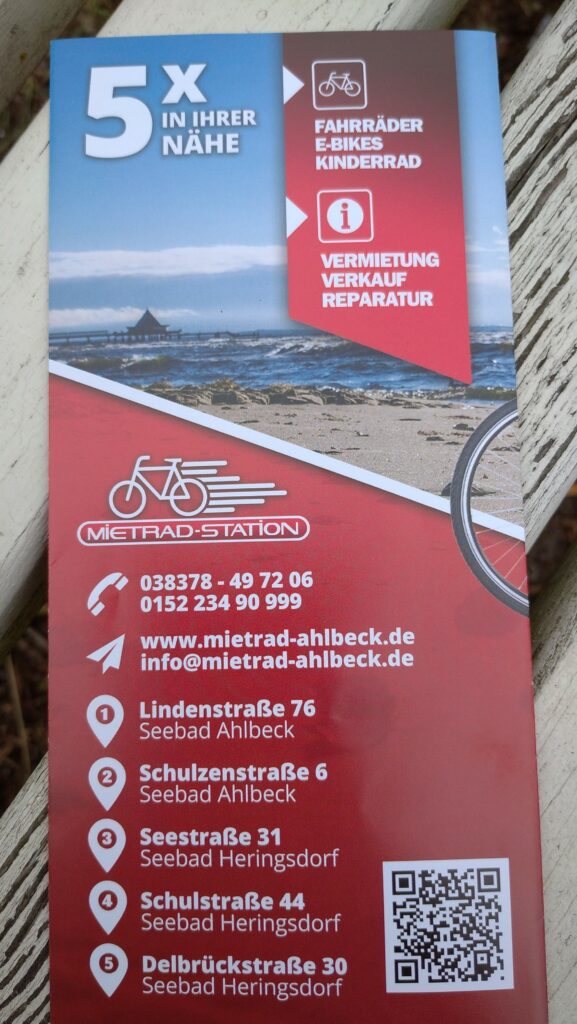 5X
IN IHRER
NÄHE
FAHRRÄDER
E-BIKES
KINDERRAD
i
VERMIETUNG
VERKAUF
REPARATUR
MIETRAD-STATION
038378 - 49 72 06
0152 234 90 999
www.mietrad-ahlbeck.de
info@mietrad-ahlbeck.de
1 Lindenstraße 76
Seebad Ahlbeck
2 Schulzenstraße 6
Seebad Ahlbeck
3 Seestraße 31
Seebad Heringsdorf
4 Schulstraße 44
Seebad Heringsdorf
5 Delbrückstraße 30
Seebad Heringsdorf